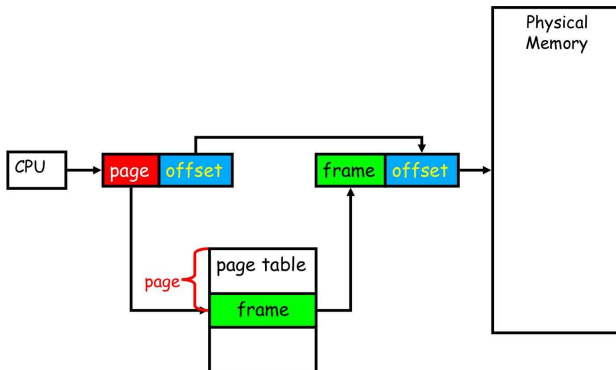 Physical
Memory
CPU
page offset
frame offset
page table
page
frame